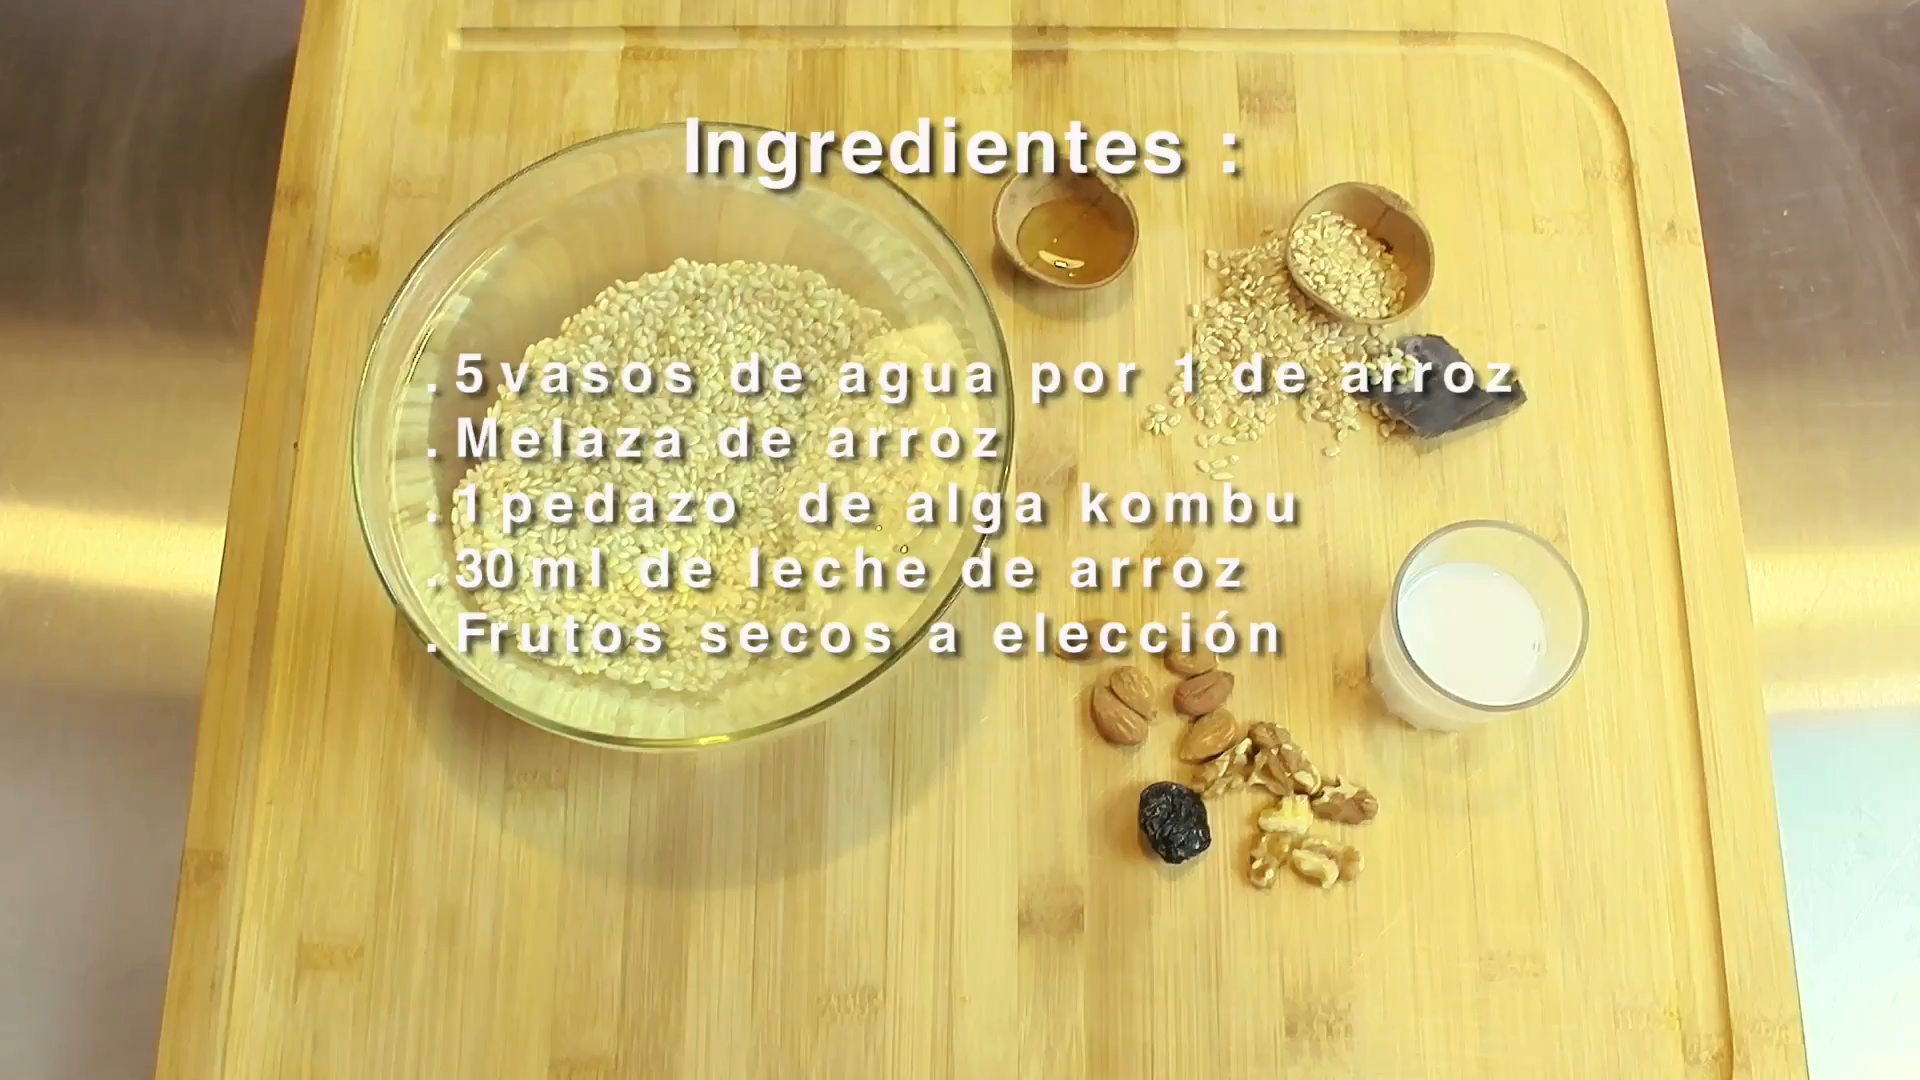 Ingredientes :
. 5 vasos de agua por 1 de arroz
. Melaza de arroz
. 1 pedazo de alga kombu
. 30 ml de leche de arroz
. Frutos secos a elección